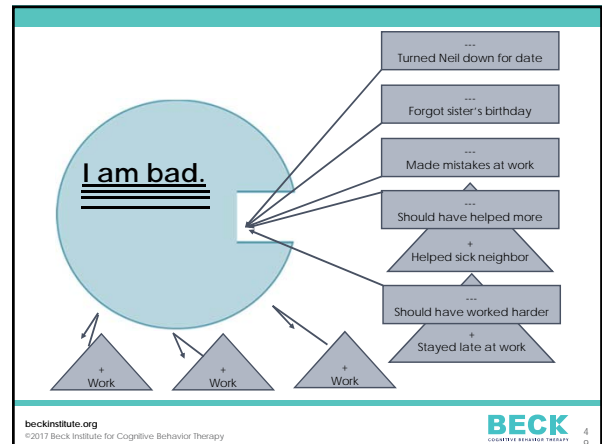 ---
Turned Neil down for date
---
Forgot sister's birthday
I am bad.
---
Made mistakes at work
---
Should have helped more
+
Helped sick neighbor
---
Should have worked harder
+
Stayed late at work
+
Work
+
Work
+
Work
beckinstitute.org
©2017 Beck Institute for Cognitive Behavior Therapy
BECK
COGNITIVE BEHAVIOR THERAPY
4
9